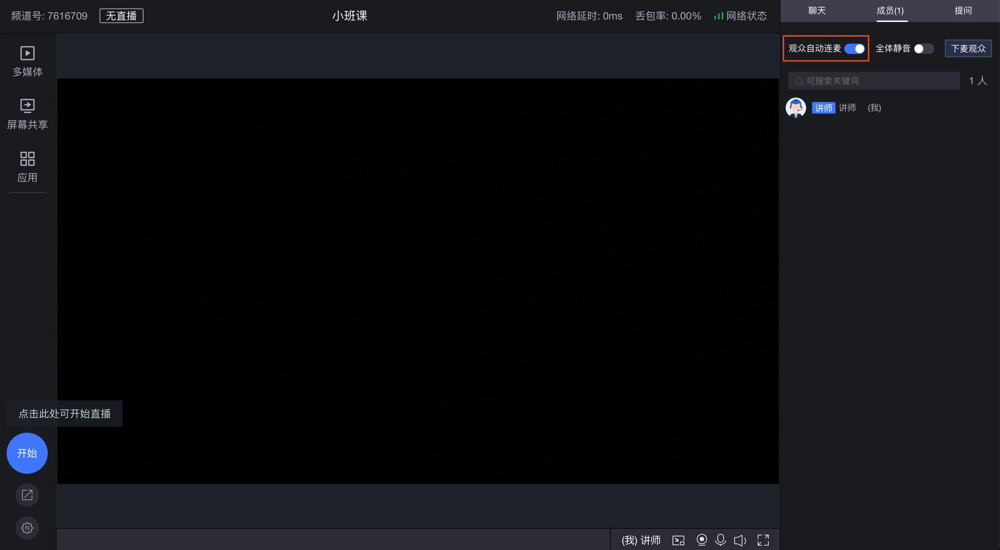 频道号: 7616709 无直播 小班课 网络延时: 0ms 丢包率: 0.00% 网络状态
聊天 成员(1) 提问
观众自动连麦 全体静音 下麦观众
可搜索关键词 1 人
讲师 讲师 (我)
多媒体
屏幕共享
应用
点击此处可开始直播
开始
(我) 讲师